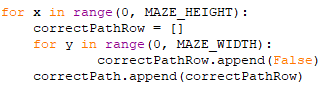 for x in range(0, MAZE_HEIGHT):
    correctPathRow = []
    for y in range(0, MAZE_WIDTH):
            correctPathRow.append(False)
    correctPath.append(correctPathRow)